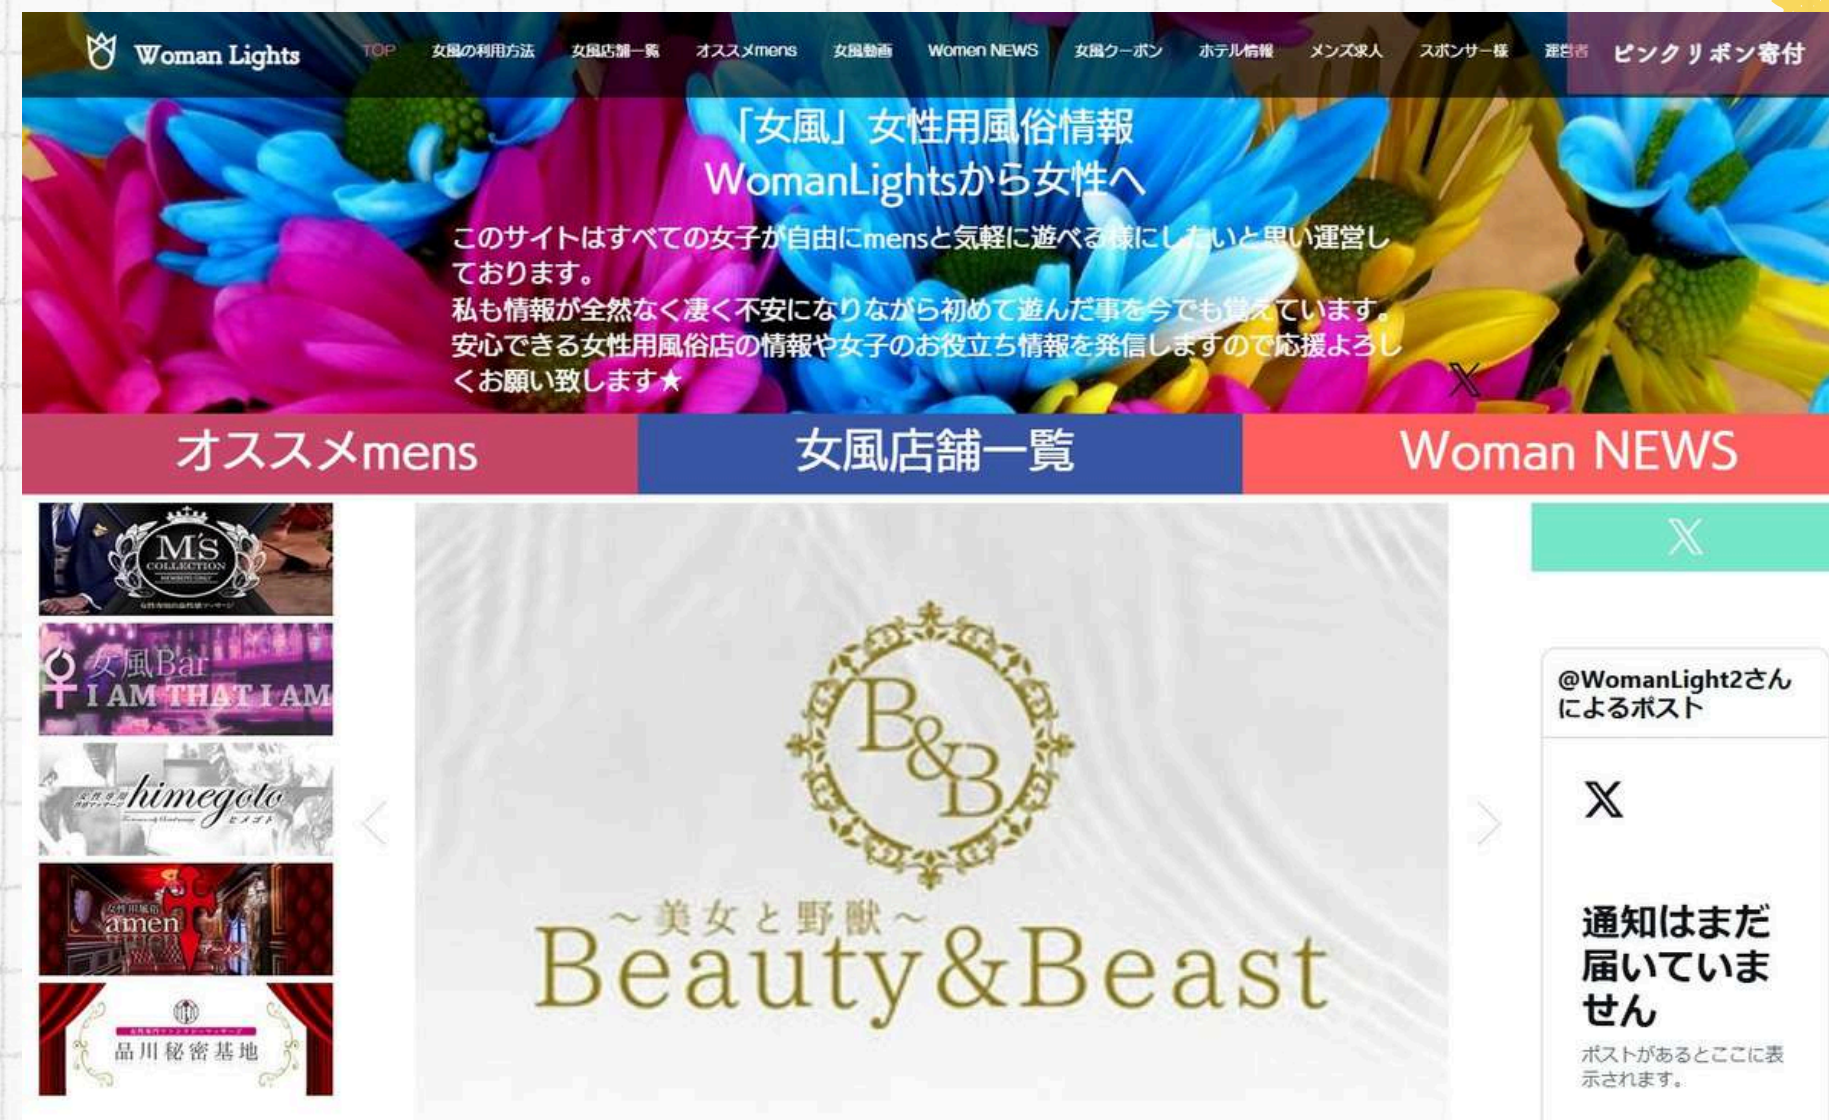 Woman Lights
TOP
女風の利用方法
女風店舗一覧
オススメmens
女風動画
Women NEWS
女風クーポン
ホテル情報
メンズ求人
スポンサー様
運営者
ピンクリボン寄付
「女風」女性用風俗情報
WomanLightsから女性へ
このサイトはすべての女子が自由にmensと気軽に遊べる様にしたいと思い運営し
ております。
私も情報が全然なく凄く不安になりながら初めて遊んだ事を今でも覚えています。
安心できる女性用風俗店の情報や女子のお役立ち情報を発信しますので応援よろし
くお願い致します★
オススメmens
女風店舗一覧
Woman NEWS
M'S
COLLECTION
MEMBERS ONLY
女風Bar
I AM THAT I AM
himegoto
ヒメゴト
女性用風俗
amen
アーメン
品川秘密基地
B&B
～美女と野獣～
Beauty&Beast
@WomanLight2さん
によるポスト
通知はまだ
届いていま
せん
ポストがあるとここに表
示されます。